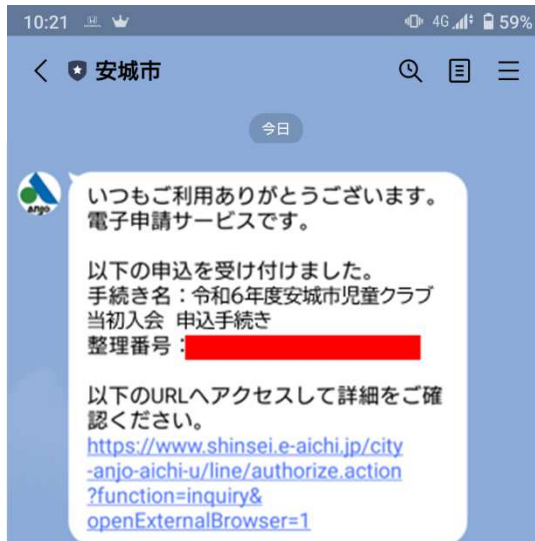 10:21 4G 59%
安城市
今日
anjo
いつもご利用ありがとうございます。
電子申請サービスです。
以下の申込を受け付けました。
手続き名：令和6年度安城市児童クラブ
当初入会 申込手続き
整理番号：
以下のURLへアクセスして詳細をご確
認ください。
https://www.shinsei.e-aichi.jp/city
-anjo-aichi-u/line/authorize.action
?function=inquiry&
openExternalBrowser=1